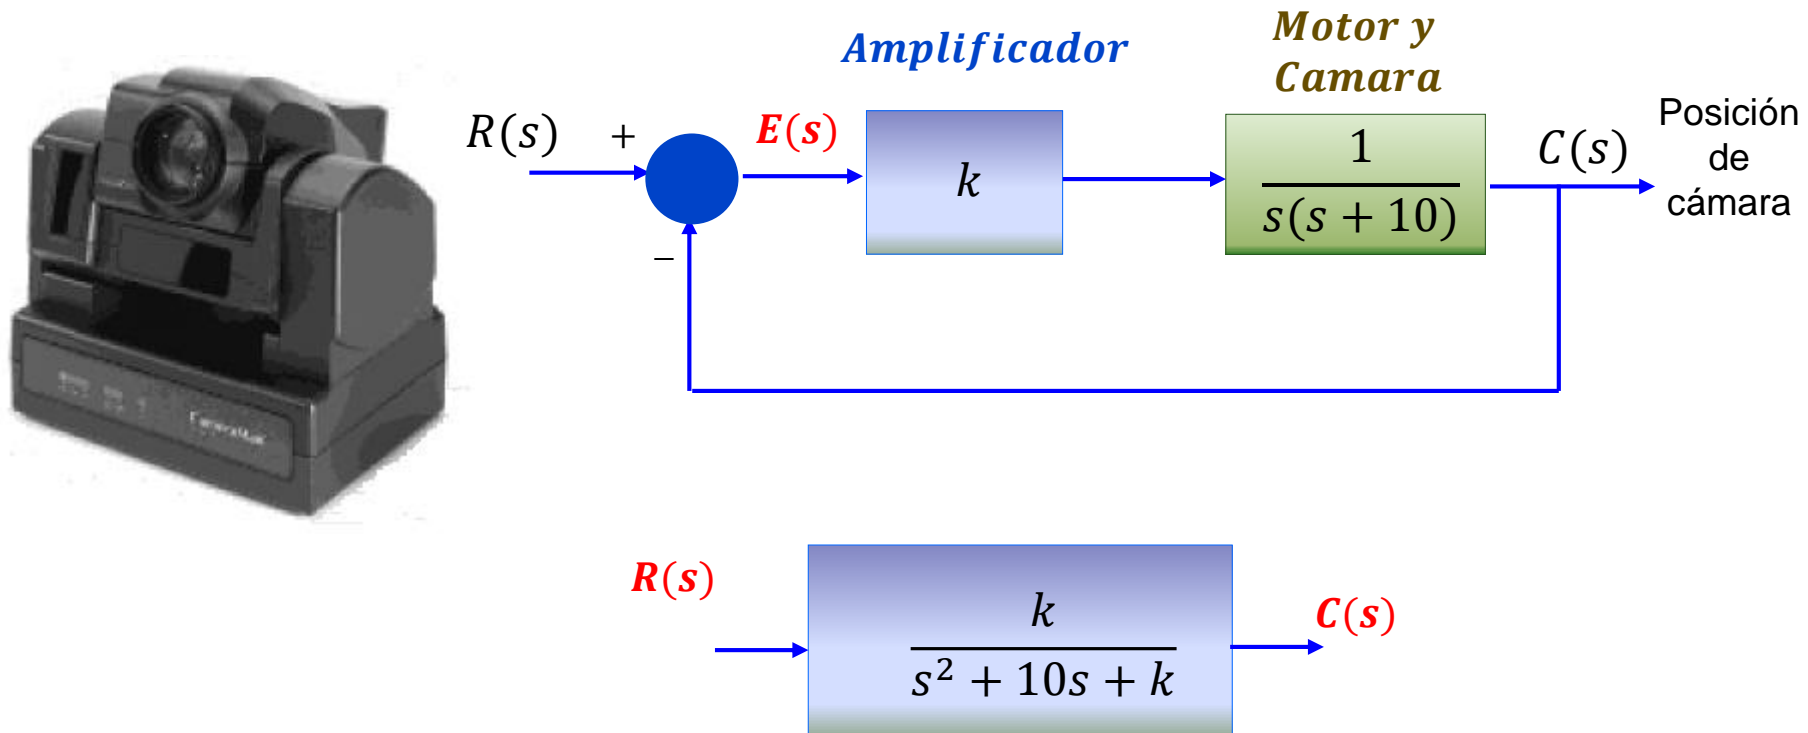 Amplificador
Motor y
Camara
R(s)
+
E(s)
k
1
s(s + 10)
C(s)
Posición
de
cámara
−
R(s)
k
s² + 10s + k
C(s)